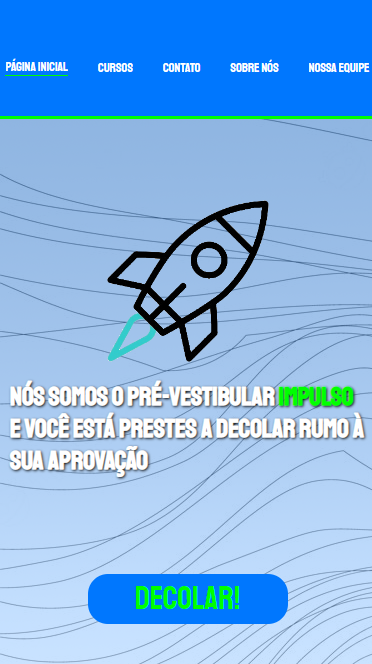 PÁGINA INICIAL CURSOS CONTATO SOBRE NÓS NOSSA EQUIPE
NÓS SOMOS O PRÉ-VESTIBULAR IMPULSO
E VOCÊ ESTÁ PRESTES A DECOLAR RUMO À
SUA APROVAÇÃO
DECOLAR!